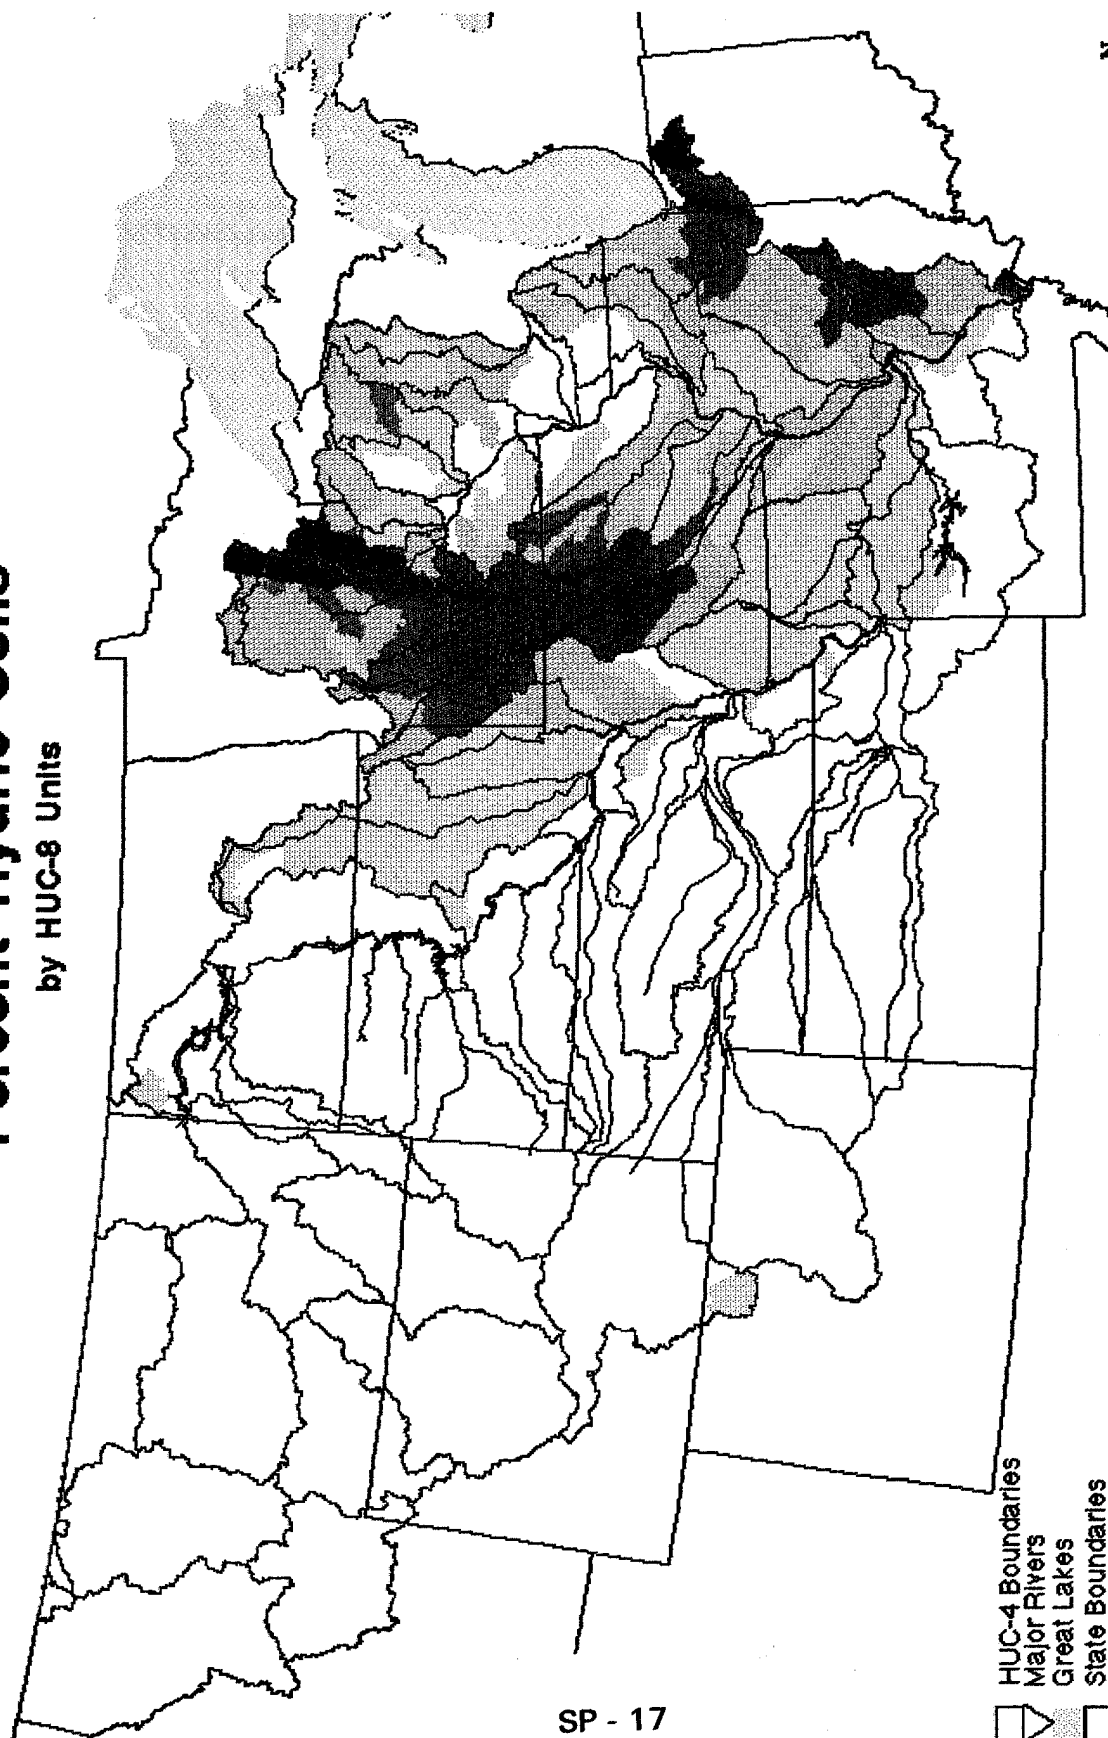 Percent Hydric Soils
by HUC-8 Units
HUC-4 Boundaries
Major Rivers
Great Lakes
State Boundaries
SP - 17